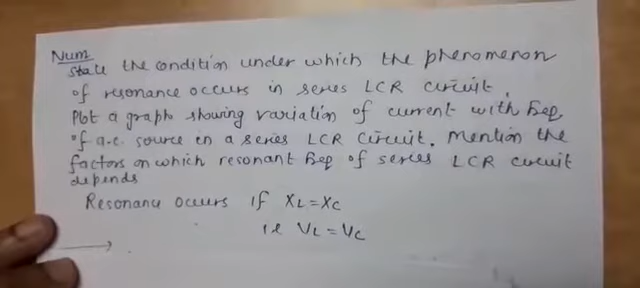 Num
State the condition under which the phenomenon
of resonance occurs in series LCR circuit.
Plot a graph showing variation of current with freq
of a.c. source in a series LCR circuit. Mention the
factors on which resonant freq of series LCR circuit
depends
Resonance occurs if XL = XC
i.e VL = VC